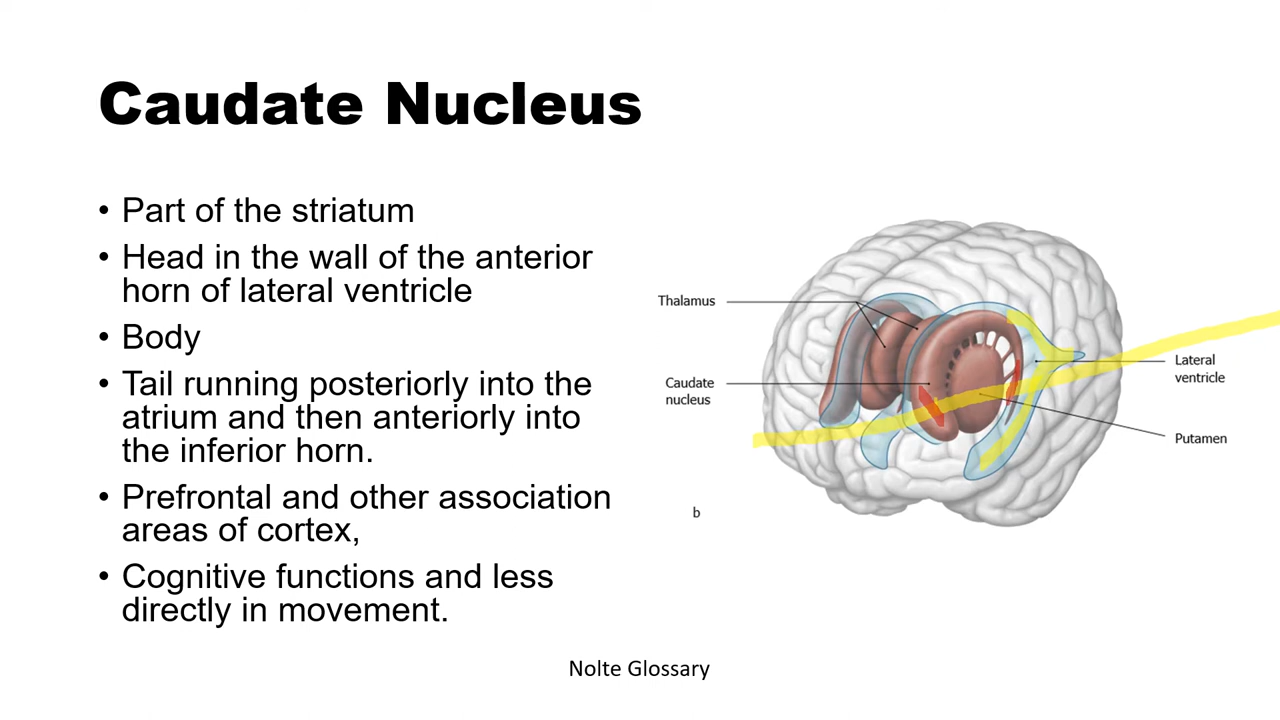 Caudate Nucleus
• Part of the striatum
• Head in the wall of the anterior
horn of lateral ventricle
• Body
• Tail running posteriorly into the
atrium and then anteriorly into
the inferior horn.
• Prefrontal and other association
areas of cortex,
• Cognitive functions and less
directly in movement.
Thalamus
Caudate
nucleus
Lateral
ventricle
Putamen
b
Nolte Glossary